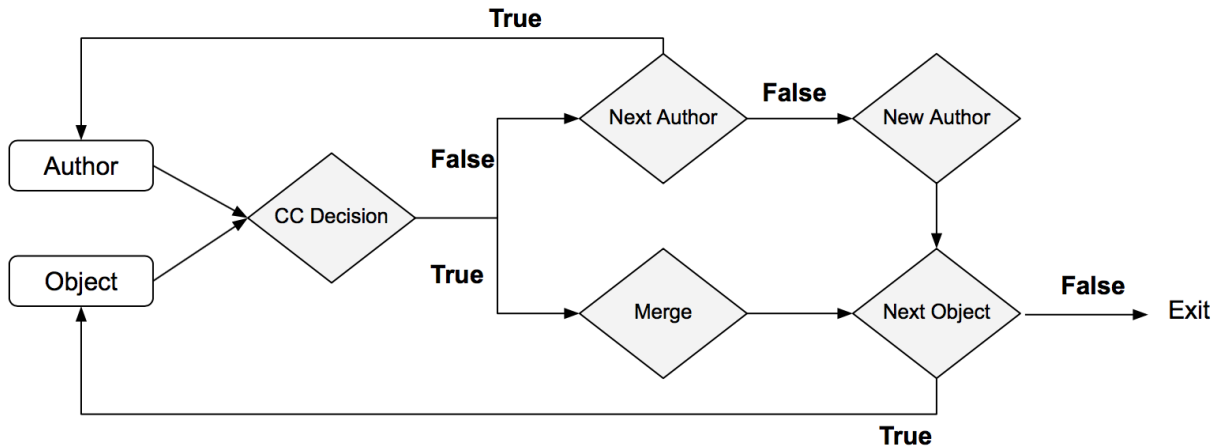 True
Next Author
False
New Author
Author
False
CC Decision
Object
True
Merge
Next Object
False
Exit
True